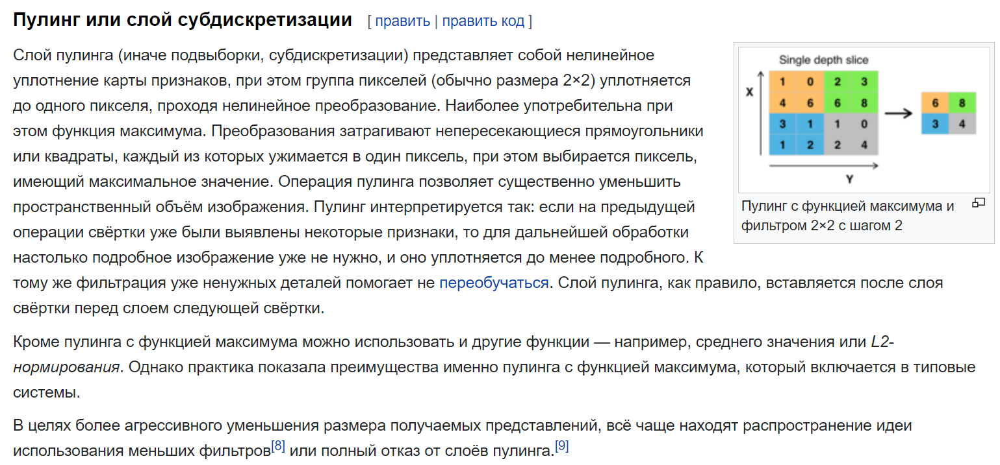 Пулинг или слой субдискретизации [ править | править код ]
Слой пулинга (иначе подвыборки, субдискретизации) представляет собой нелинейное
уплотнение карты признаков, при этом группа пикселей (обычно размера 2×2) уплотняется
до одного пикселя, проходя нелинейное преобразование. Наиболее употребительна при
этом функция максимума. Преобразования затрагивают непересекающиеся прямоугольники
или квадраты, каждый из которых ужимается в один пиксель, при этом выбирается пиксель,
имеющий максимальное значение. Операция пулинга позволяет существенно уменьшить
пространственный объём изображения. Пулинг интерпретируется так: если на предыдущей
операции свёртки уже были выявлены некоторые признаки, то для дальнейшей обработки
настолько подробное изображение уже не нужно, и оно уплотняется до менее подробного. К
тому же фильтрация уже ненужных деталей помогает не переобучаться. Слой пулинга, как правило, вставляется после слоя
свёртки перед слоем следующей свёртки.
Single depth slice
X
1 0 2 3
4 6 6 8
3 1 1 0
1 2 2 4
Y
6 8
3 4
Пулинг с функцией максимума и
фильтром 2×2 с шагом 2
Кроме пулинга с функцией максимума можно использовать и другие функции — например, среднего значения или L2-
нормирования. Однако практика показала преимущества именно пулинга с функцией максимума, который включается в типовые
системы.
В целях более агрессивного уменьшения размера получаемых представлений, всё чаще находят распространение идеи
использования меньших фильтров[8] или полный отказ от слоёв пулинга.[9]